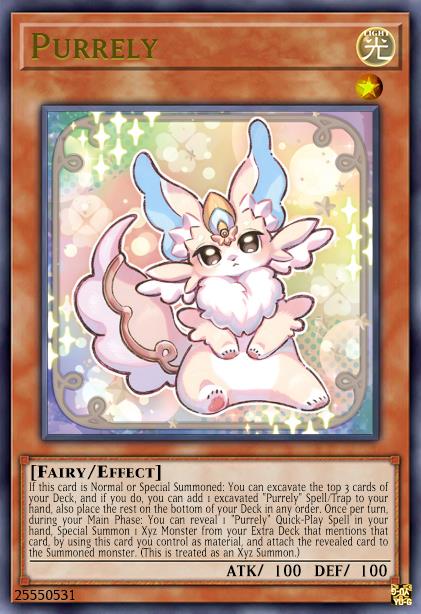 Purrely
LIGHT
光
[Fairy/Effect]
If this card is Normal or Special Summoned: You can excavate the top 3 cards of
your Deck, and if you do, you can add 1 excavated "Purrely" Spell/Trap to your
hand, also place the rest on the bottom of your Deck in any order. Once per turn,
during your Main Phase: You can reveal 1 "Purrely" Quick-Play Spell in your
hand, Special Summon 1 Xyz Monster from your Extra Deck that mentions that
card, by using this card you control as material, and attach the revealed card to
the Summoned monster. (This is treated as an Xyz Summon.)
ATK/ 100 DEF/ 100
25550531